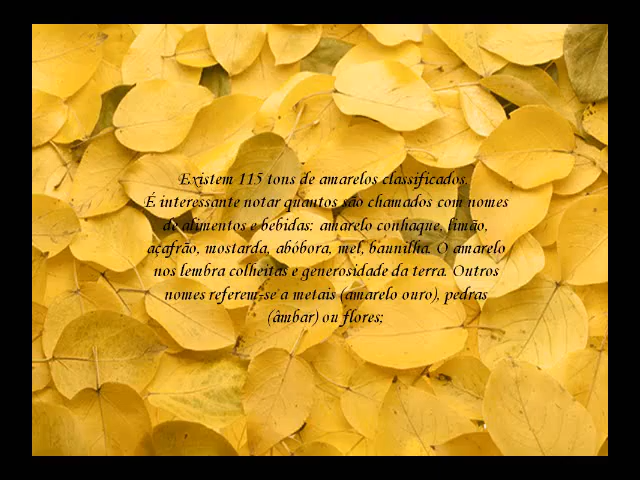 Existem 115 tons de amarelos classificados.
É interessante notar quantos são chamados com nomes
de alimentos e bebidas: amarelo conhaque, limão,
açafrão, mostarda, abóbora, mel, baunilha. O amarelo
nos lembra colheitas e generosidade da terra. Outros
nomes referem-se a metais (amarelo ouro), pedras
(âmbar) ou flores;